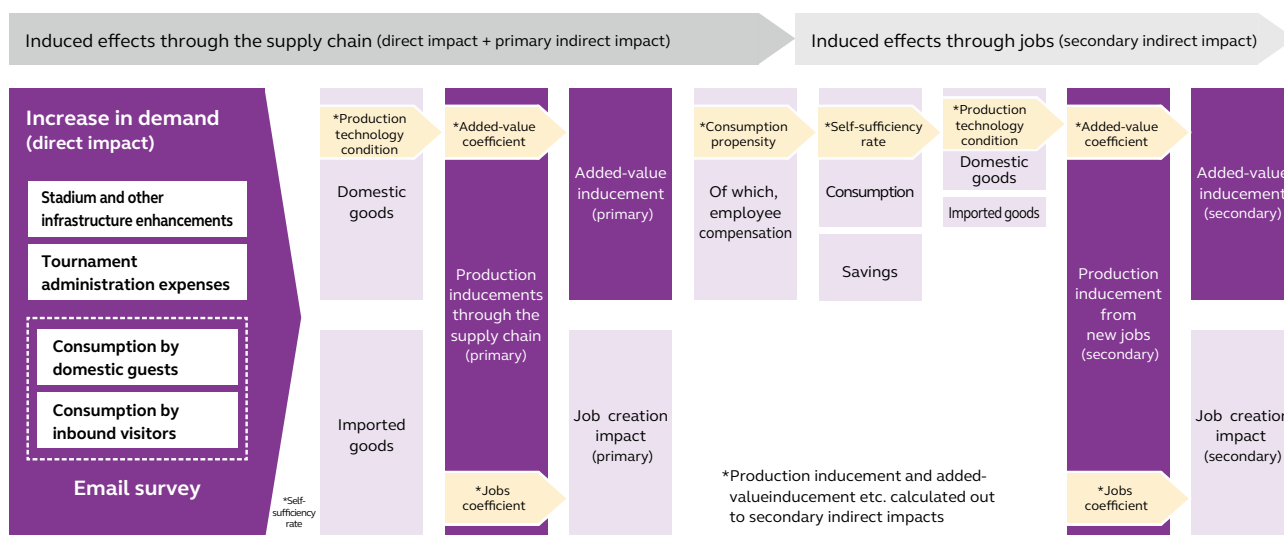 Induced effects through the supply chain (direct impact + primary indirect impact)
Induced effects through jobs (secondary indirect impact)
Increase in demand
(direct impact)
Stadium and other
infrastructure enhancements
Tournament
administration expenses
Consumption by
domestic guests
Consumption by
inbound visitors
Email survey
*Self-
sufficiency
rate
*Production
technology
condition
Domestic
goods
Imported
goods
*Added-value
coefficient
Production
inducements
through the
supply chain
(primary)
*Jobs
coefficient
Added-value
inducement
(primary)
Job creation
impact
(primary)
*Consumption
propensity
Of which,
employee
compensation
*Self-sufficiency
rate
Consumption
Savings
*Production
technology
condition
Domestic
goods
Imported goods
*Production inducement and added-
valueinducement etc. calculated out
to secondary indirect impacts
*Added-value
coefficient
Production
inducement
from
new jobs
(secondary)
*Jobs
coefficient
Added-value
inducement
(secondary)
Job creation
impact
(secondary)